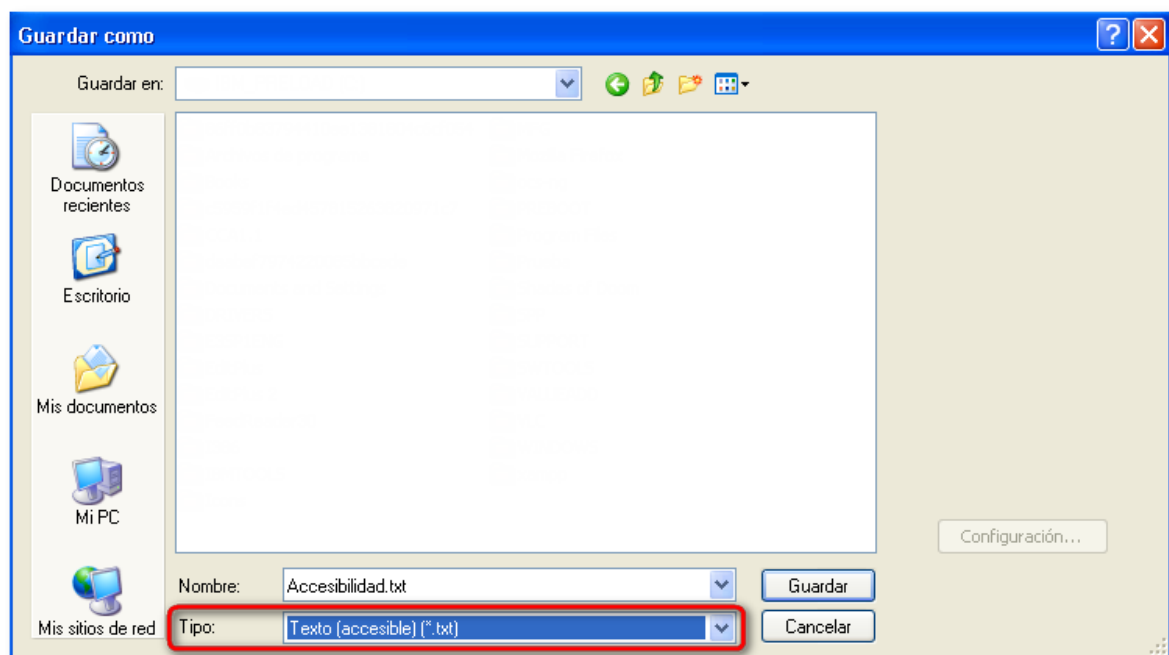 Guardar como
Guardar en:
Documentos
recientes
Escritorio
Mis documentos
Mi PC
Mis sitios de red
Configuración...
Nombre:
Accesibilidad.txt
Guardar
Tipo:
Texto (accesible) (*.txt)
Cancelar